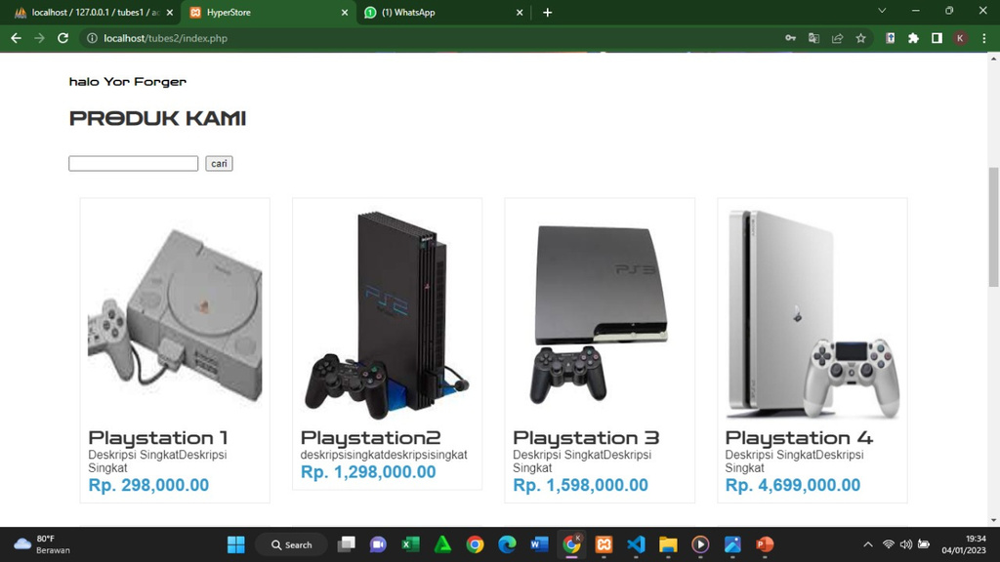 localhost / 127.0.0.1 / tubes1 / ac
HyperStore
(1) WhatsApp
localhost/tubes2/index.php
K
halo Yor Forger
PRODUK KAMI
cari
PS2
PS3
Playstation 1
Deskripsi SingkatDeskripsi
Singkat
Rp. 298,000.00
Playstation2
deskripsisingkatdeskripsisingkat
Rp. 1,298,000.00
Playstation 3
Deskripsi SingkatDeskripsi
Singkat
Rp. 1,598,000.00
Playstation 4
Deskripsi SingkatDeskripsi
Singkat
Rp. 4,699,000.00
80°F
Berawan
Search
19:34
04/01/2023